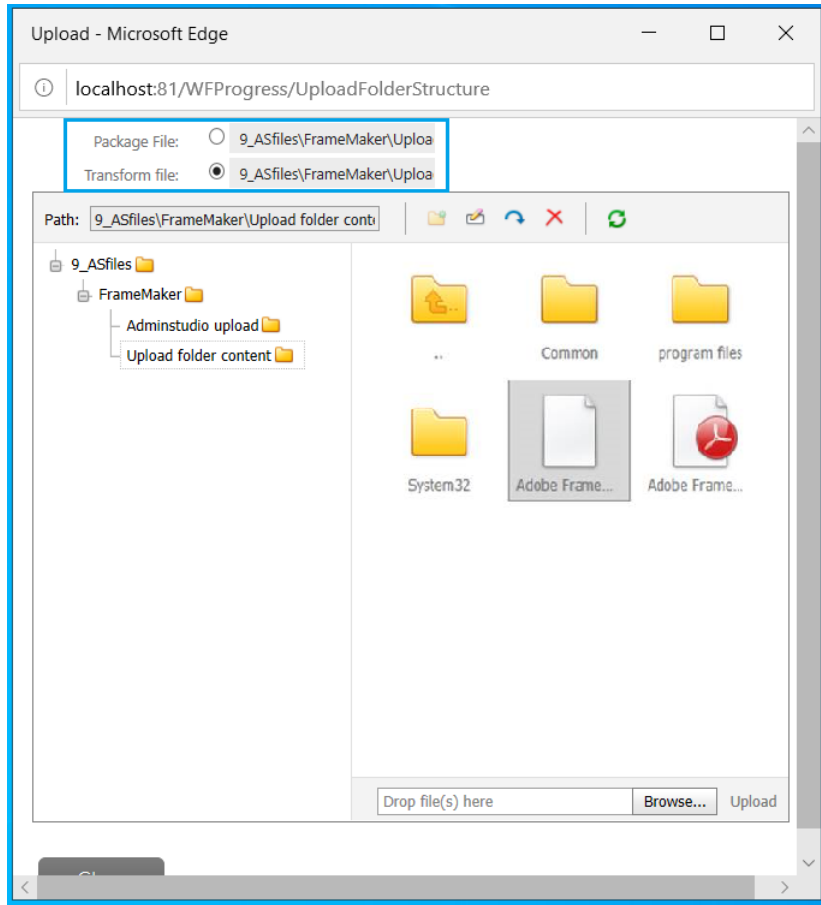 Upload - Microsoft Edge
localhost:81/WFProgress/UploadFolderStructure
Package File: 9_ASfiles\FrameMaker\Uploa
Transform file: 9_ASfiles\FrameMaker\Uploa
Path: 9_ASfiles\FrameMaker\Upload folder cont
9_ASfiles
FrameMaker
Adminstudio upload
Upload folder content
..
Common
program files
System32
Adobe Frame...
Adobe Frame...
Drop file(s) here
Browse...
Upload